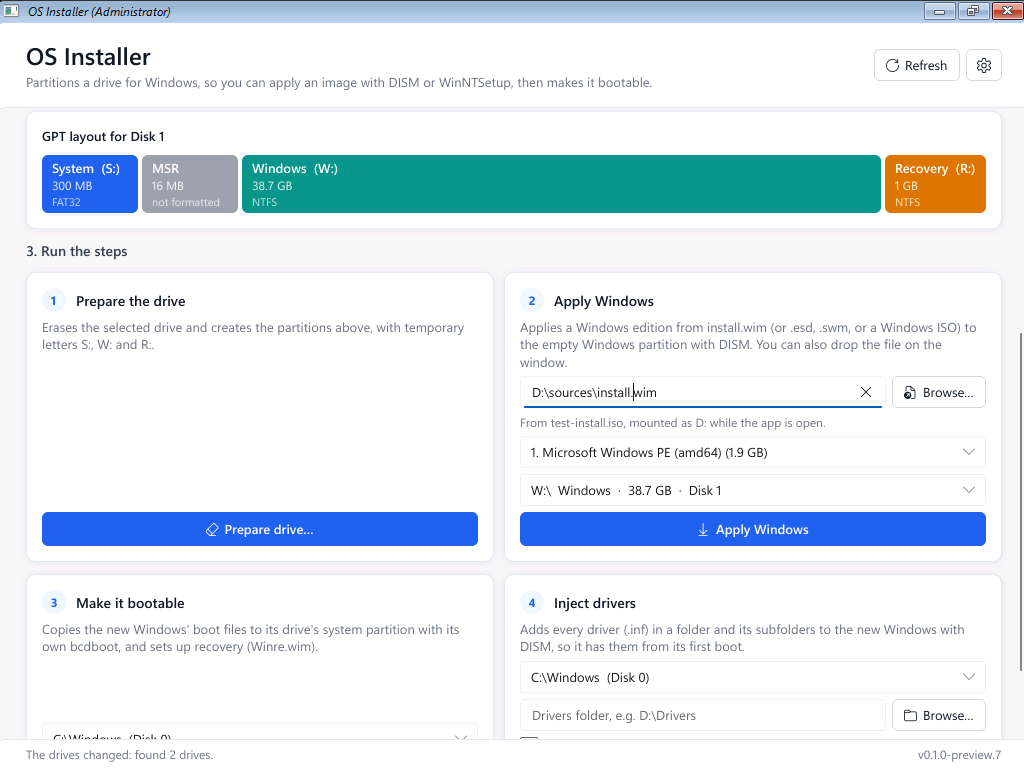 OS Installer (Administrator)
OS Installer
Partitions a drive for Windows, so you can apply an image with DISM or WinNTSetup, then makes it bootable.
Refresh
GPT layout for Disk 1
System (S:)
300 MB
FAT32
MSR
16 MB
not formatted
Windows (W:)
38.7 GB
NTFS
Recovery (R:)
1 GB
NTFS
3. Run the steps
1 Prepare the drive
Erases the selected drive and creates the partitions above, with temporary
letters S:, W: and R:.
Prepare drive...
2 Apply Windows
Applies a Windows edition from install.wim (or .esd, .swm, or a Windows ISO) to
the empty Windows partition with DISM. You can also drop the file on the
window.
D:\sources\install.wim
Browse...
From test-install.iso, mounted as D: while the app is open.
1. Microsoft Windows PE (amd64) (1.9 GB)
W:\ Windows · 38.7 GB · Disk 1
Apply Windows
3 Make it bootable
Copies the new Windows' boot files to its drive's system partition with its
own bcdboot, and sets up recovery (Winre.wim).
C:\Windows (Disk 0)
4 Inject drivers
Adds every driver (.inf) in a folder and its subfolders to the new Windows with
DISM, so it has them from its first boot.
C:\Windows (Disk 0)
Drivers folder, e.g. D:\Drivers
Browse...
The drives changed: found 2 drives.
v0.1.0-preview.7